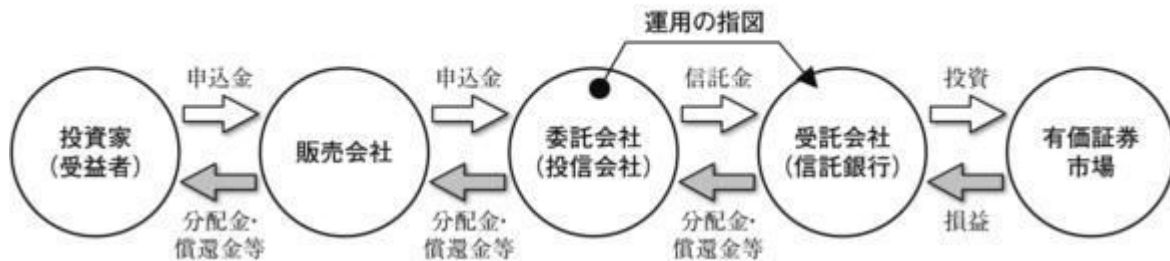 運用の指図
申込金
申込金
信託金
投資
投資家
(受益者)
販売会社
委託会社
(投信会社)
受託会社
(信託銀行)
有価証券
市場
分配金・
償還金等
分配金・
償還金等
分配金・
償還金等
損益